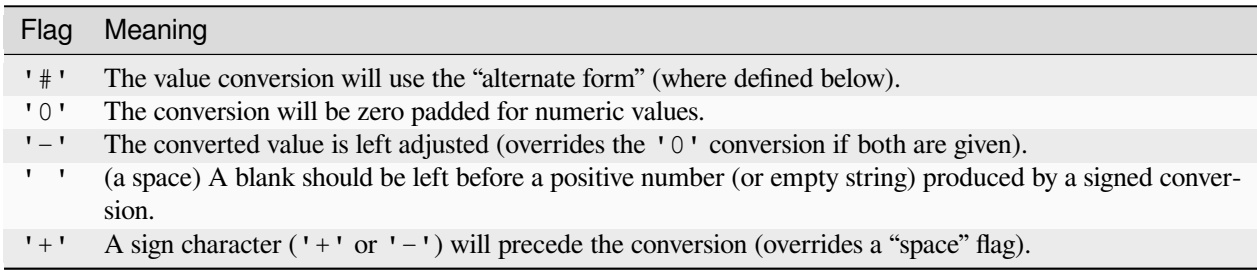 Flag Meaning
'#' The value conversion will use the “alternate form” (where defined below).
'0' The conversion will be zero padded for numeric values.
'-' The converted value is left adjusted (overrides the '0' conversion if both are given).
' ' (a space) A blank should be left before a positive number (or empty string) produced by a signed conver-
sion.
'+' A sign character ('+' or '-') will precede the conversion (overrides a “space” flag).